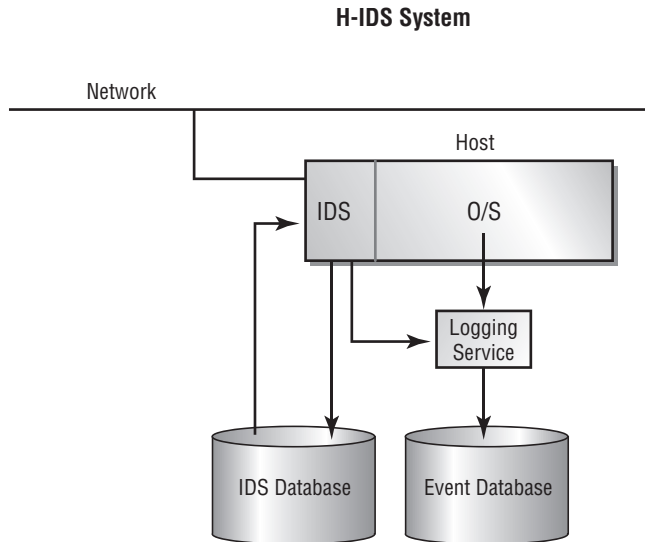 H-IDS System
Network
Host
IDS
O/S
Logging
Service
IDS Database
Event Database